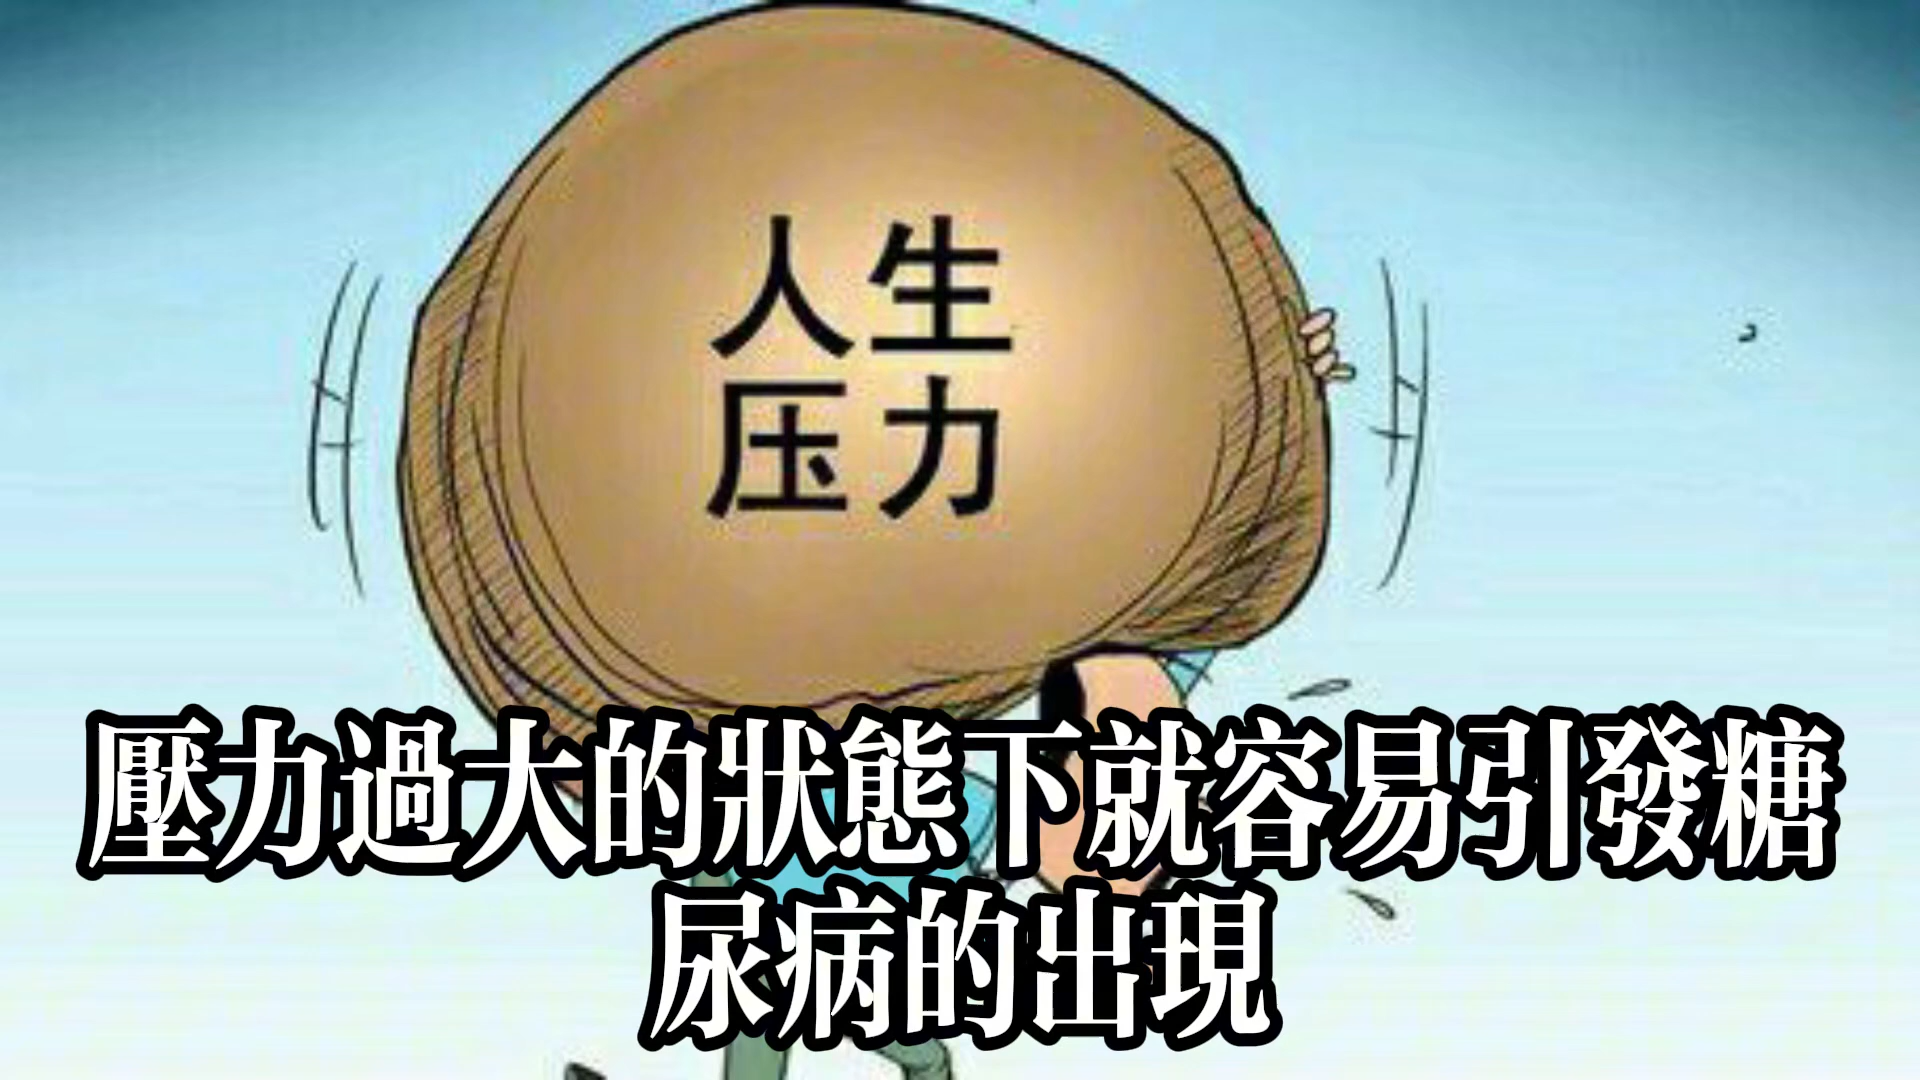 人生
压力
壓力過大的狀態下就容易引發糖
尿病的出現